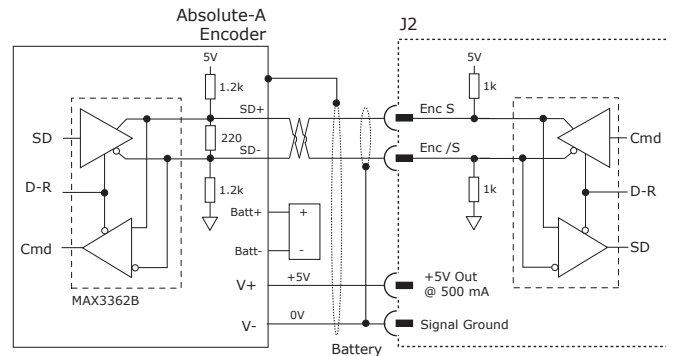 Absolute-A
Encoder
J2
5V
5V
1.2k
1k
SD+
Enc S
SD
220
Cmd
SD-
Enc /S
D-R
1.2k
1k
D-R
Batt+
+
Cmd
Batt-
-
SD
MAX3362B
V+
+5V
+5V Out
@ 500 mA
V-
0V
Signal Ground
Battery